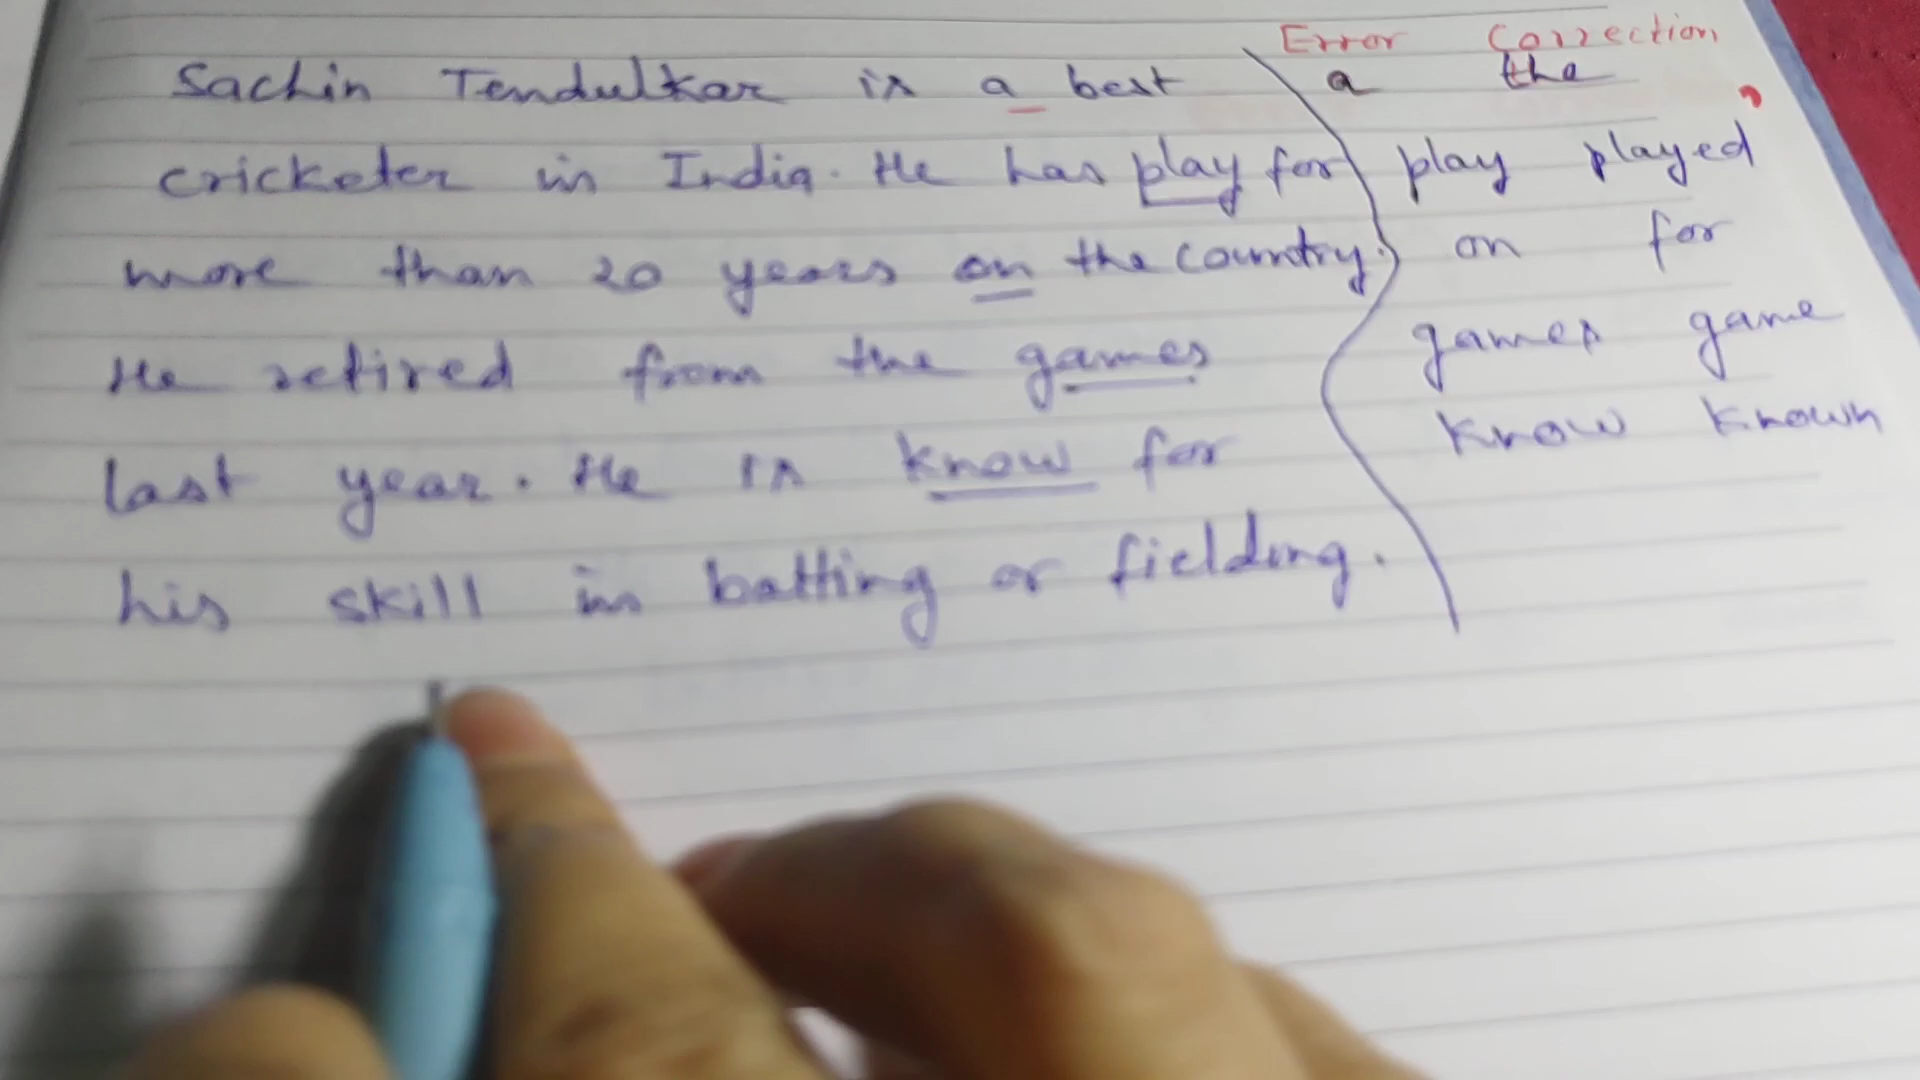 Error Correction
Sachin Tendulkar is a best a the
cricketer in India. He has play for play played
more than 20 years on the country. on for
He retired from the games games game
last year. He is know for know known
his skill in batting or fielding.